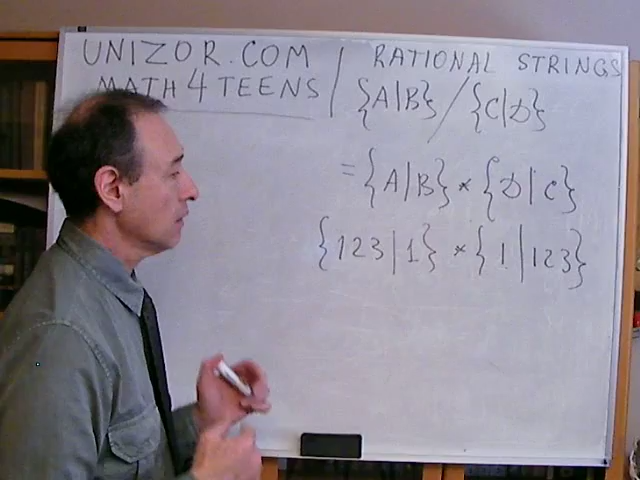 UNIZOR.COM / RATIONAL STRINGS
MATH 4 TEENS {A|B} / {C|D}
= {A|B} * {D|C}
{123|1} * {1|123}